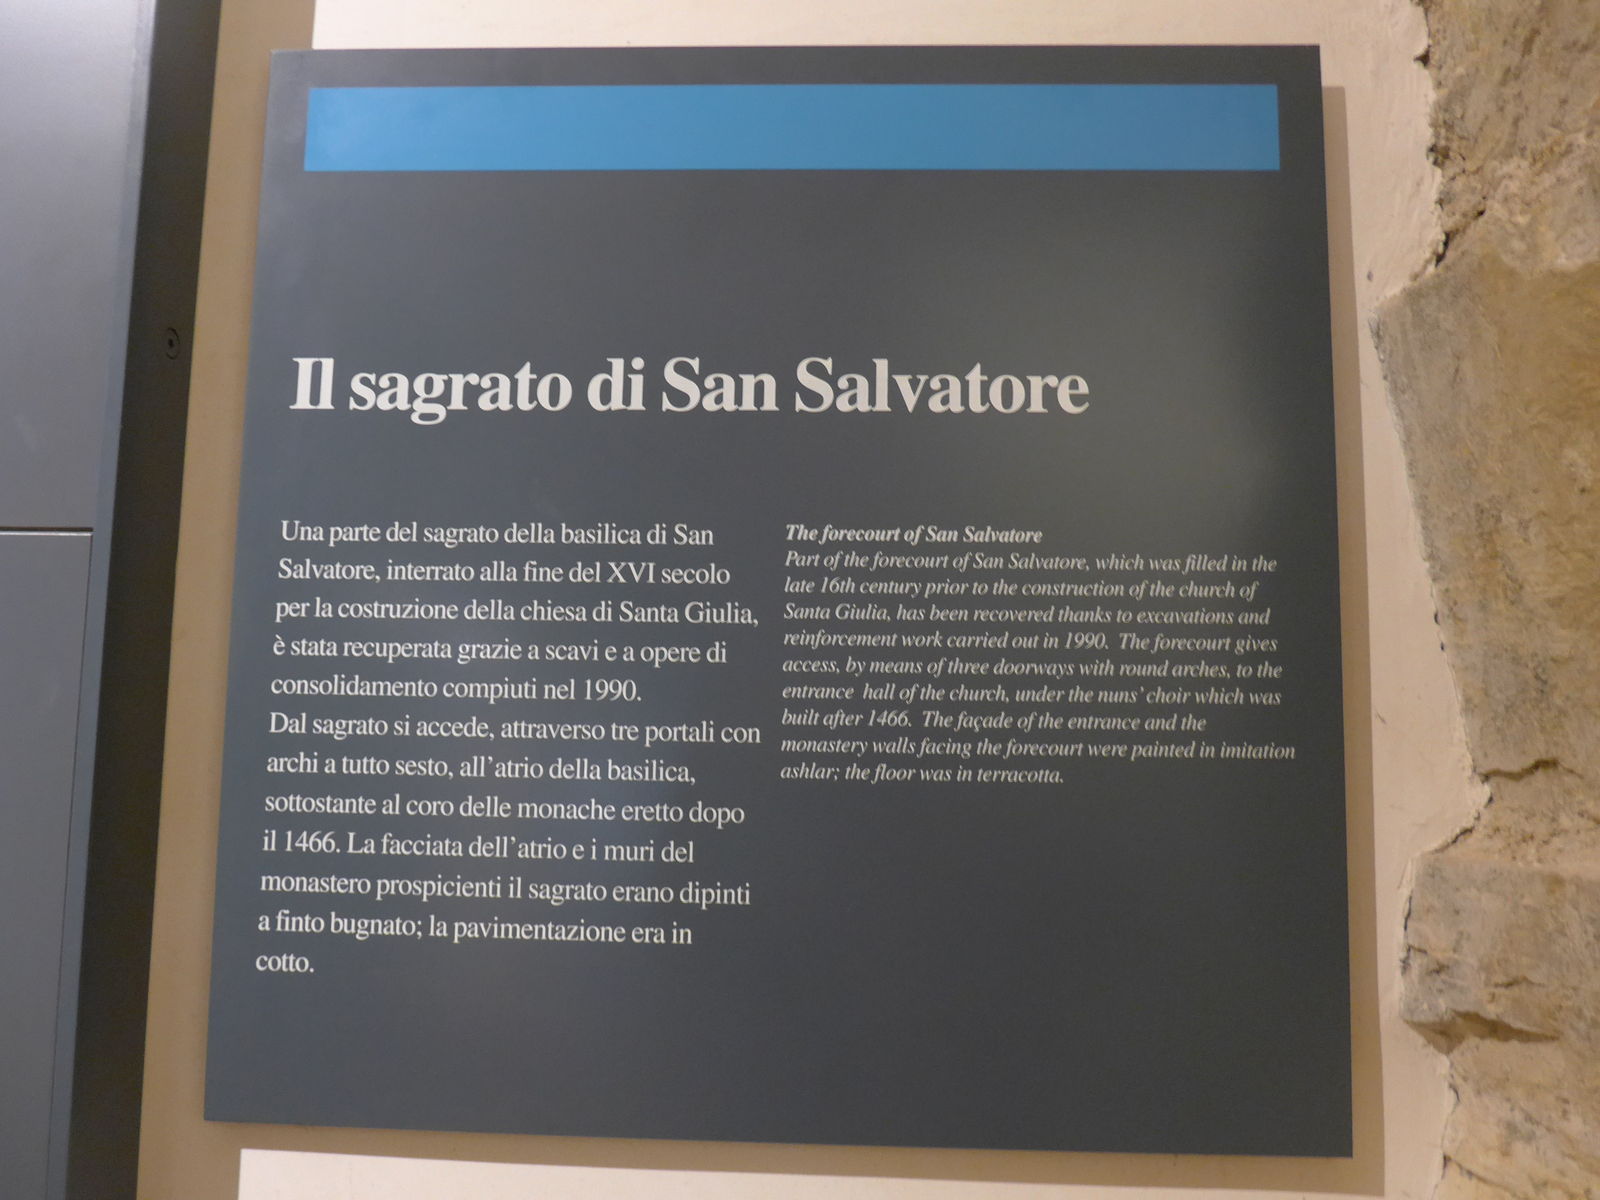 Il sagrato di San Salvatore
Una parte del sagrato della basilica di San
Salvatore, interrato alla fine del XVI secolo
per la costruzione della chiesa di Santa Giulia,
è stata recuperata grazie a scavi e a opere di
consolidamento compiuti nel 1990.
Dal sagrato si accede, attraverso tre portali con
archi a tutto sesto, all'atrio della basilica,
sottostante al coro delle monache eretto dopo
il 1466. La facciata dell'atrio e i muri del
monastero prospicienti il sagrato erano dipinti
a finto bugnato; la pavimentazione era in
cotto.
The forecourt of San Salvatore
Part of the forecourt of San Salvatore, which was filled in the
late 16th century prior to the construction of the church of
Santa Giulia, has been recovered thanks to excavations and
reinforcement work carried out in 1990. The forecourt gives
access, by means of three doorways with round arches, to the
entrance hall of the church, under the nuns' choir which was
built after 1466. The façade of the entrance and the
monastery walls facing the forecourt were painted in imitation
ashlar; the floor was in terracotta.